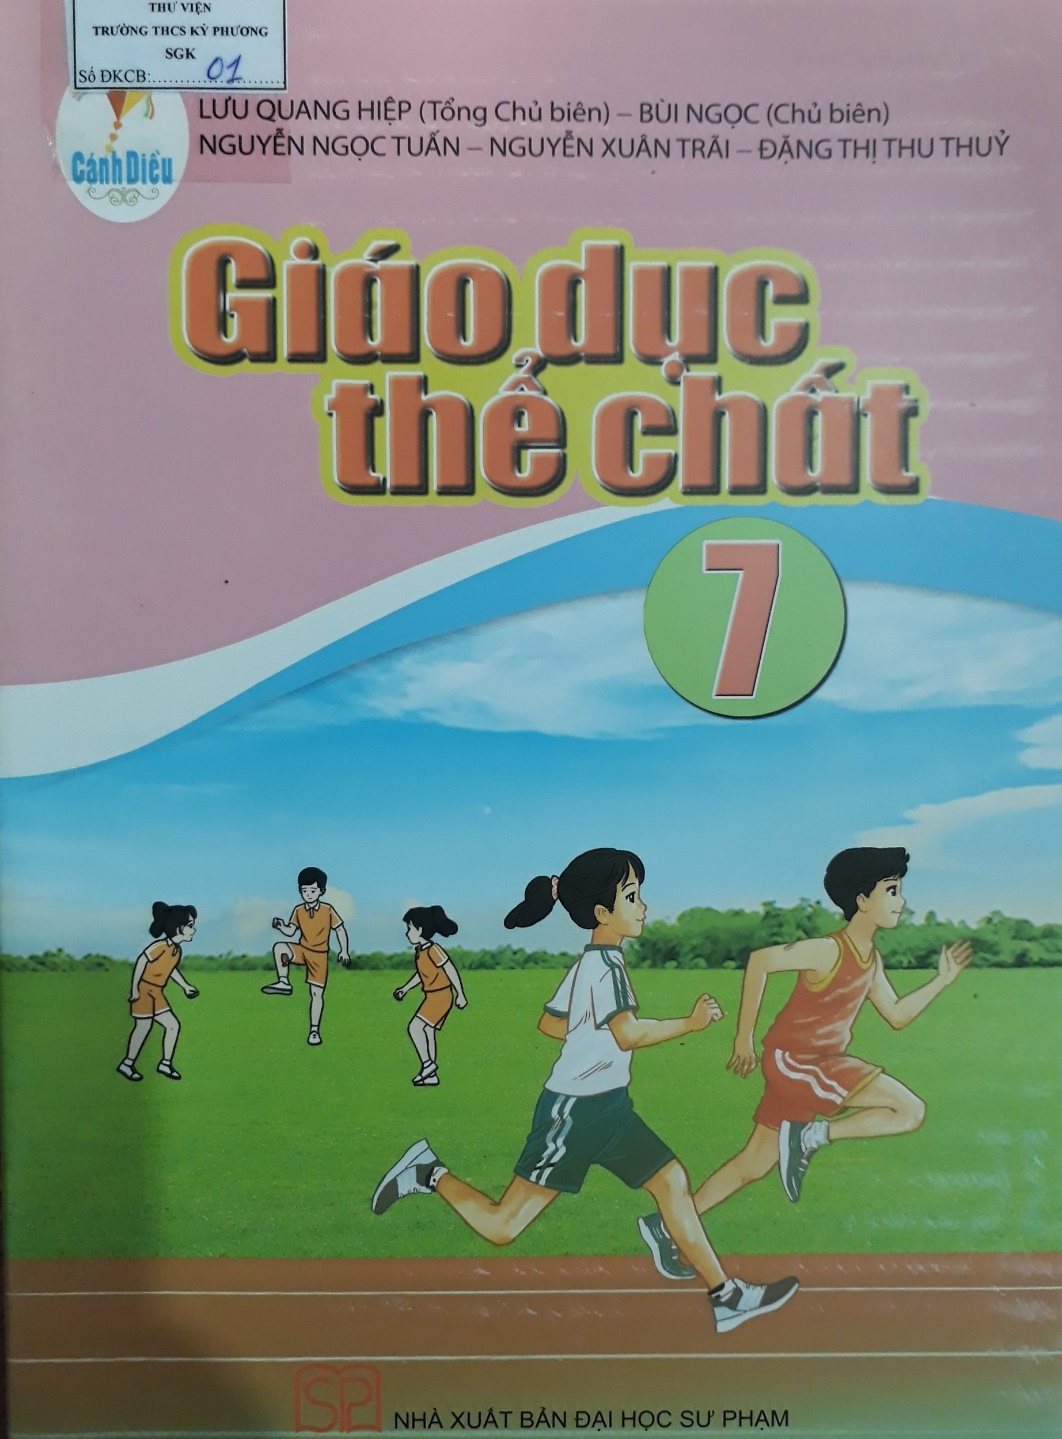 THƯ VIỆN
TRƯỜNG THCS KỲ PHƯƠNG
SGK
Số ĐKCB:......01......
LƯU QUANG HIỆP (Tổng Chủ biên) – BÙI NGỌC (Chủ biên)
NGUYỄN NGỌC TUẤN – NGUYỄN XUÂN TRÃI – ĐẶNG THỊ THU THUỶ
Cánh Diều
Giáo dục
thể chất
7
SP
NHÀ XUẤT BẢN ĐẠI HỌC SƯ PHẠM